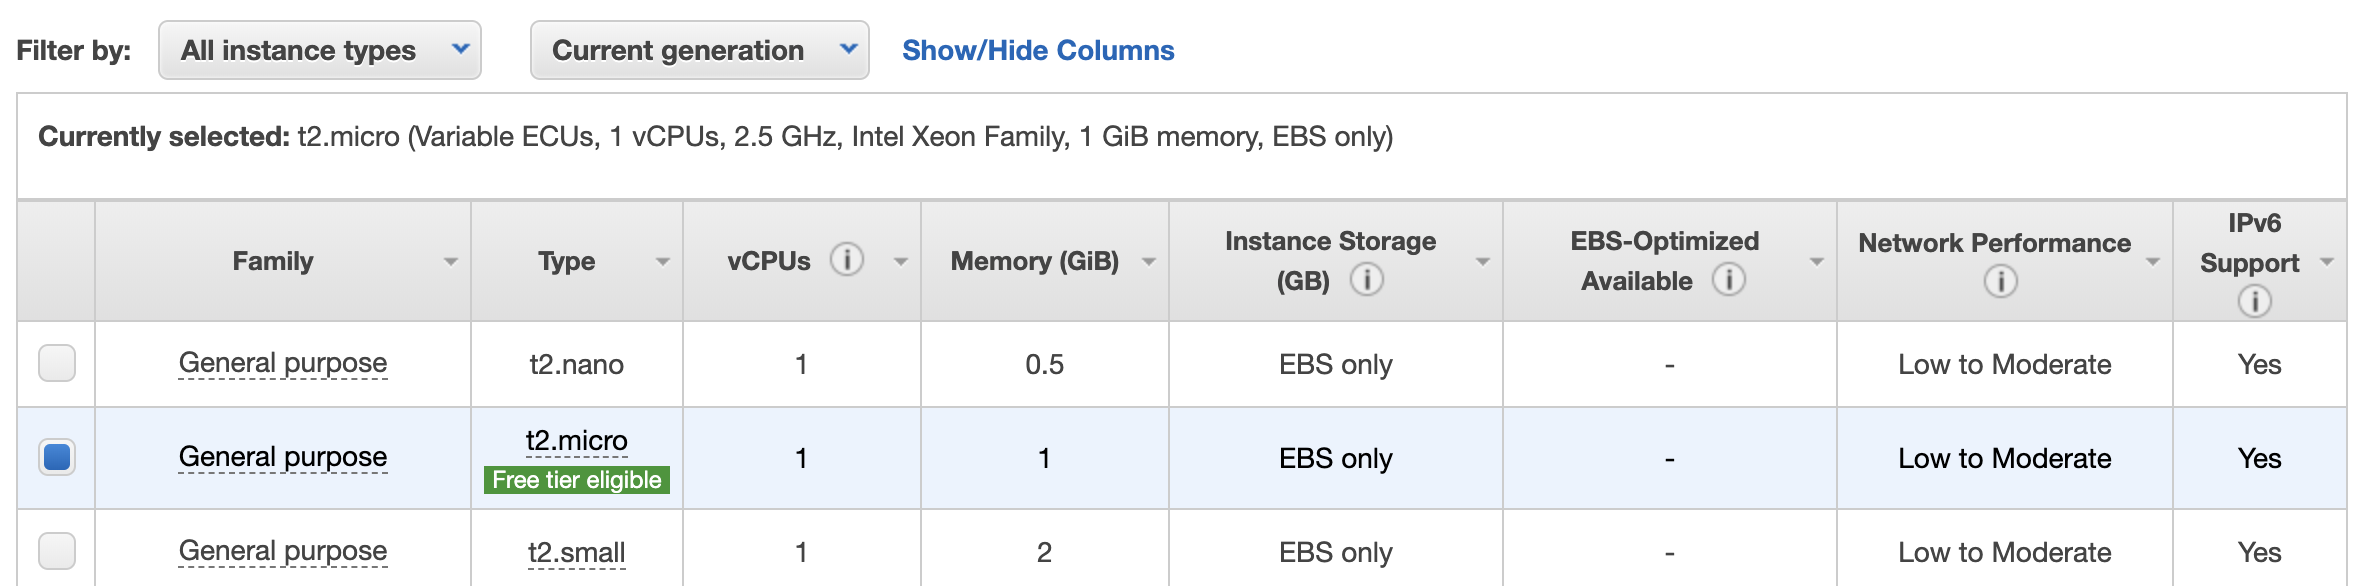 Filter by: All instance types Current generation Show/Hide Columns
Currently selected: t2.micro (Variable ECUs, 1 vCPUs, 2.5 GHz, Intel Xeon Family, 1 GiB memory, EBS only)
Family Type vCPUs Memory (GiB) Instance Storage (GB) EBS-Optimized Available Network Performance IPv6 Support
General purpose t2.nano 1 0.5 EBS only - Low to Moderate Yes
General purpose t2.micro Free tier eligible 1 1 EBS only - Low to Moderate Yes
General purpose t2.small 1 2 EBS only - Low to Moderate Yes